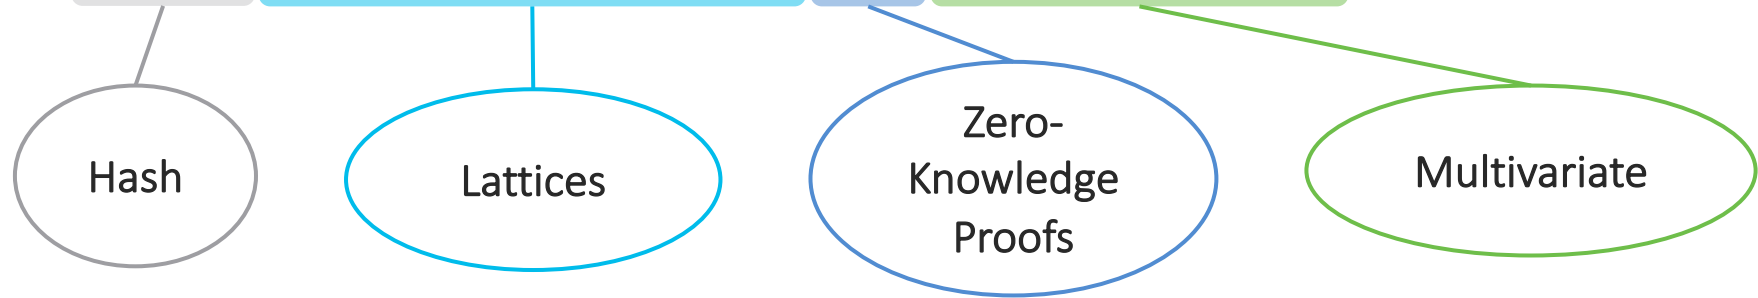 Hash
Lattices
Zero-
Knowledge
Proofs
Multivariate